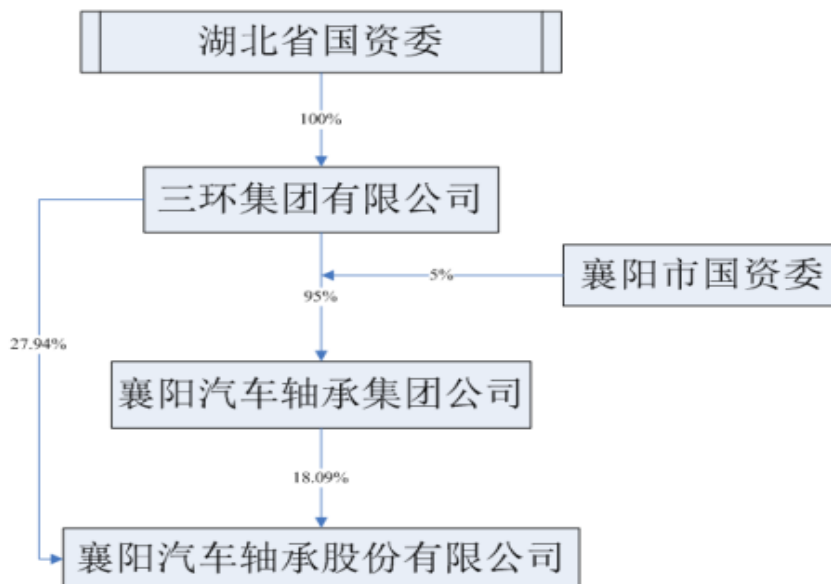 湖北省国资委
100%
三环集团有限公司
襄阳市国资委
5%
95%
27.94%
襄阳汽车轴承集团公司
18.09%
襄阳汽车轴承股份有限公司